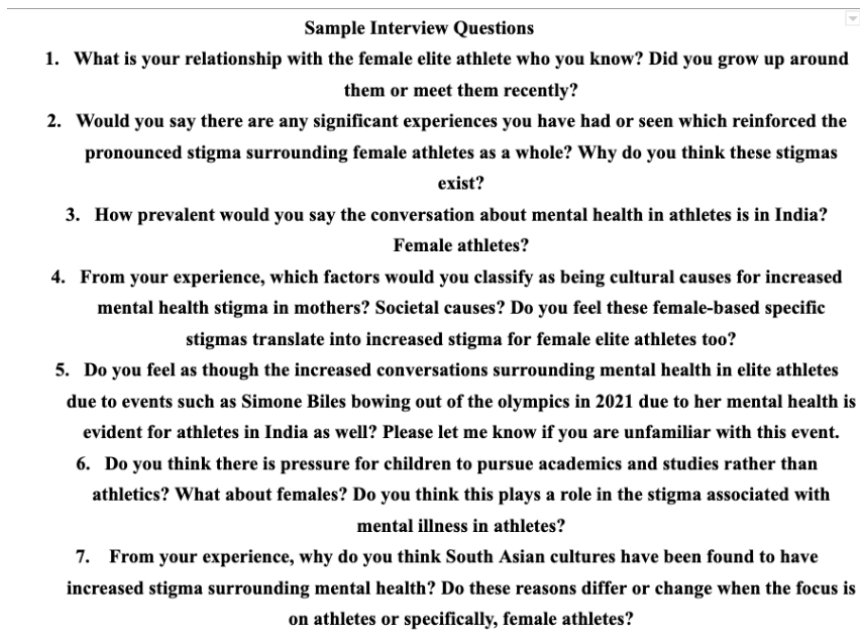 Sample Interview Questions
1. What is your relationship with the female elite athlete who you know? Did you grow up around
them or meet them recently?
2. Would you say there are any significant experiences you have had or seen which reinforced the
pronounced stigma surrounding female athletes as a whole? Why do you think these stigmas
exist?
3. How prevalent would you say the conversation about mental health in athletes is in India?
Female athletes?
4. From your experience, which factors would you classify as being cultural causes for increased
mental health stigma in mothers? Societal causes? Do you feel these female-based specific
stigmas translate into increased stigma for female elite athletes too?
5. Do you feel as though the increased conversations surrounding mental health in elite athletes
due to events such as Simone Biles bowing out of the olympics in 2021 due to her mental health is
evident for athletes in India as well? Please let me know if you are unfamiliar with this event.
6. Do you think there is pressure for children to pursue academics and studies rather than
athletics? What about females? Do you think this plays a role in the stigma associated with
mental illness in athletes?
7. From your experience, why do you think South Asian cultures have been found to have
increased stigma surrounding mental health? Do these reasons differ or change when the focus is
on athletes or specifically, female athletes?